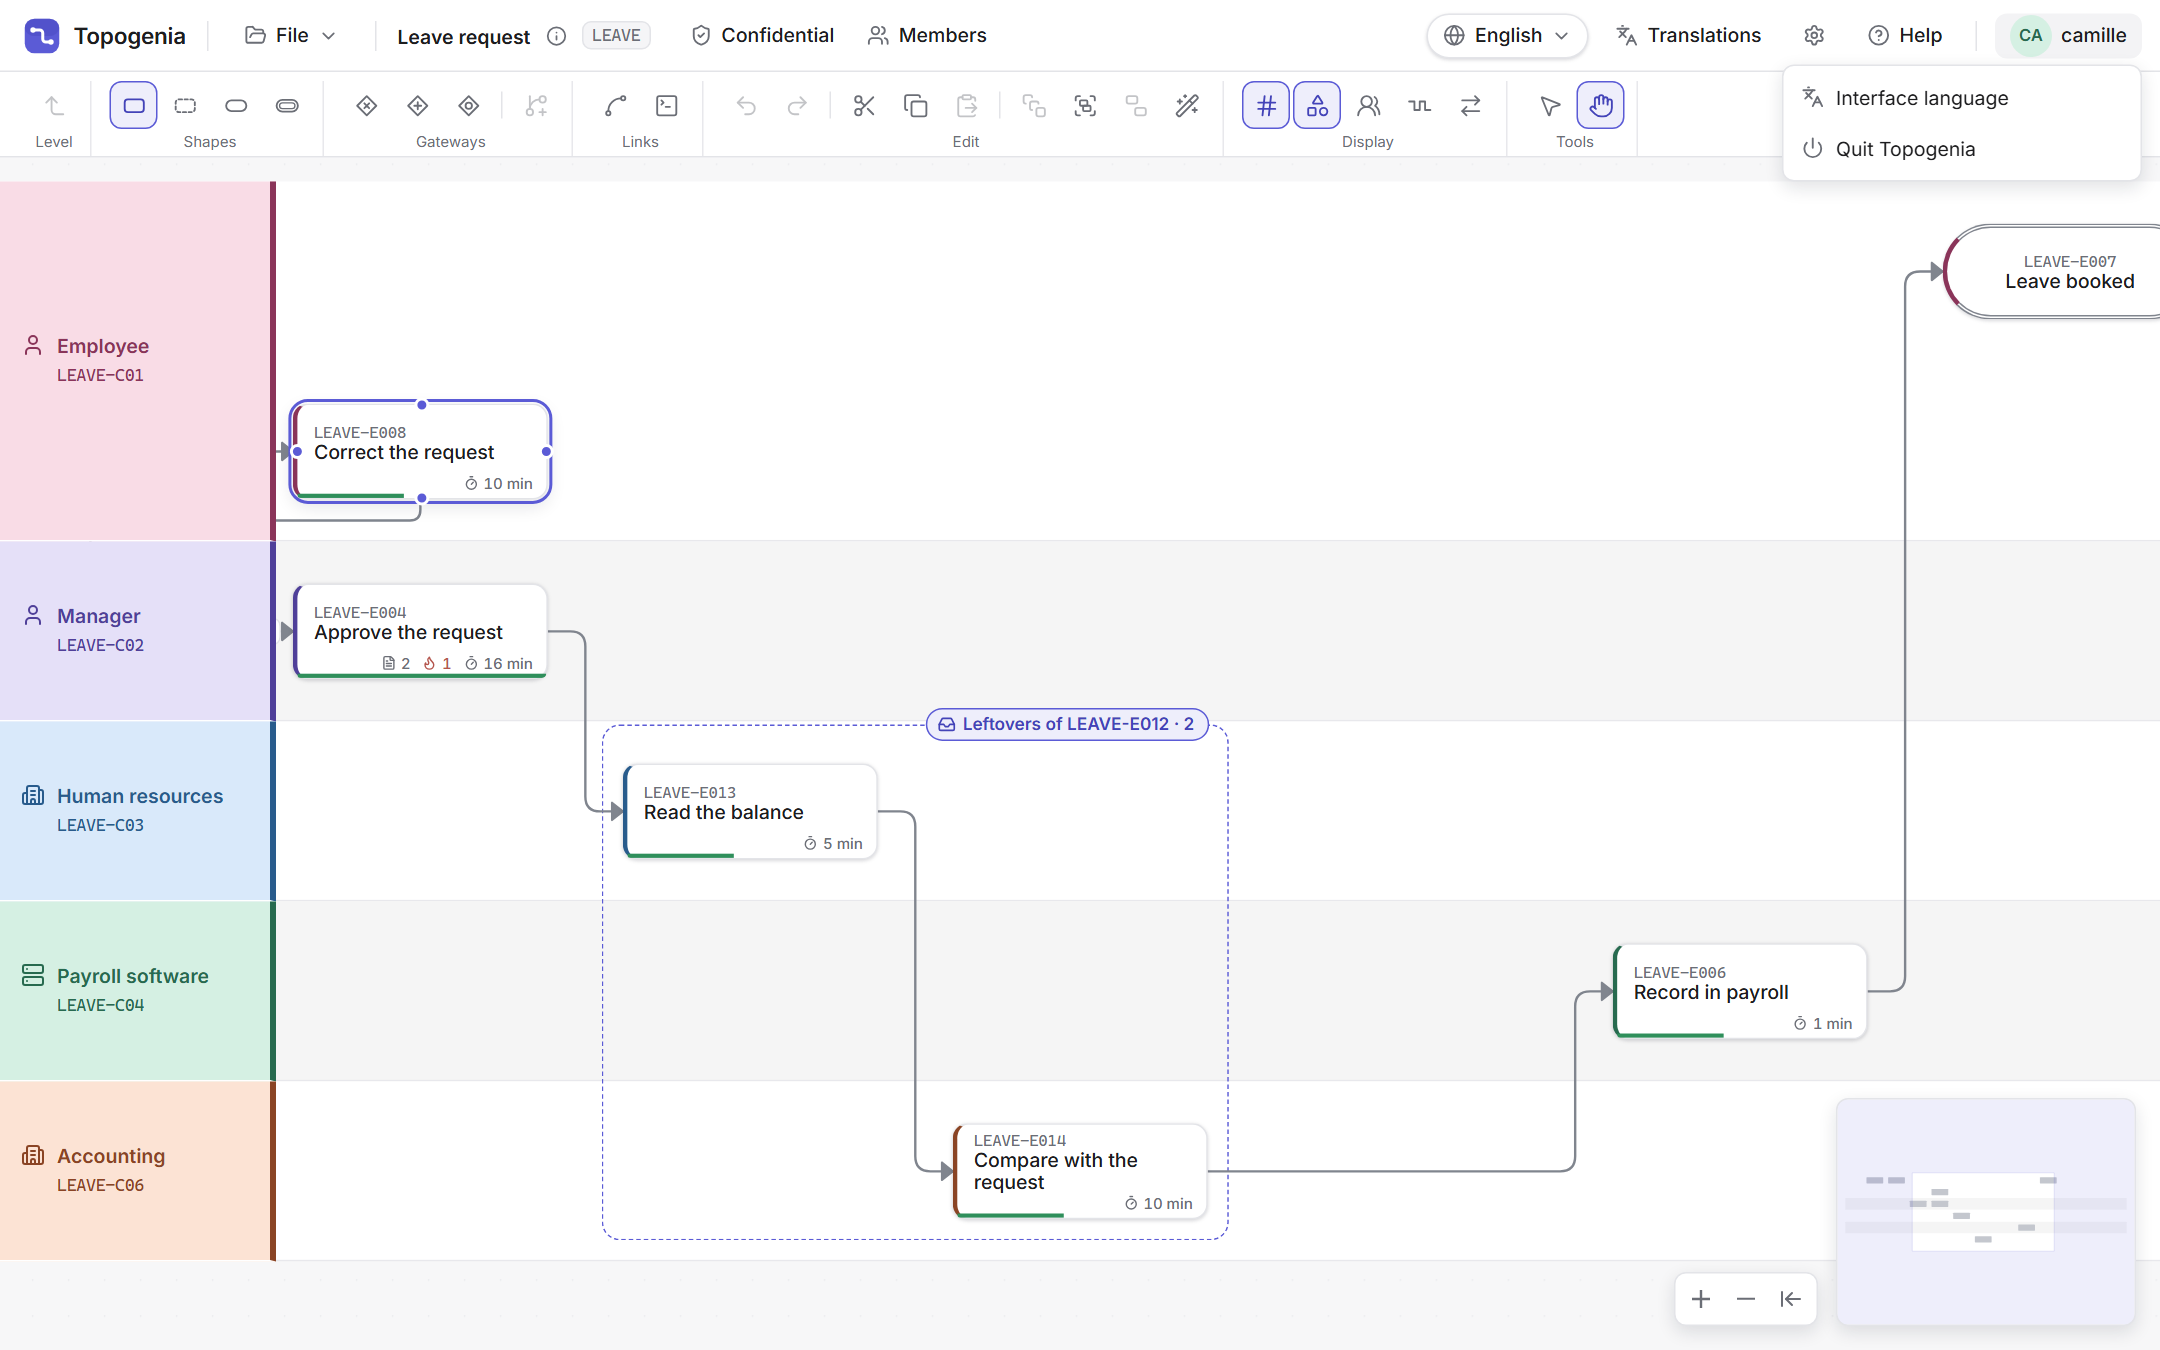 Topogenia
File
Leave request
LEAVE
Confidential
Members
English
Translations
Help
CA
camille
Interface language
Quit Topogenia
Level
Shapes
Gateways
Links
Edit
Display
Tools
Employee
LEAVE-C01
LEAVE-E007
Leave booked
LEAVE-E008
Correct the request
10 min
Manager
LEAVE-C02
LEAVE-E004
Approve the request
2 1 16 min
Leftovers of LEAVE-E012 · 2
Human resources
LEAVE-C03
LEAVE-E013
Read the balance
5 min
Payroll software
LEAVE-C04
LEAVE-E006
Record in payroll
1 min
Accounting
LEAVE-C06
LEAVE-E014
Compare with the
request
10 min